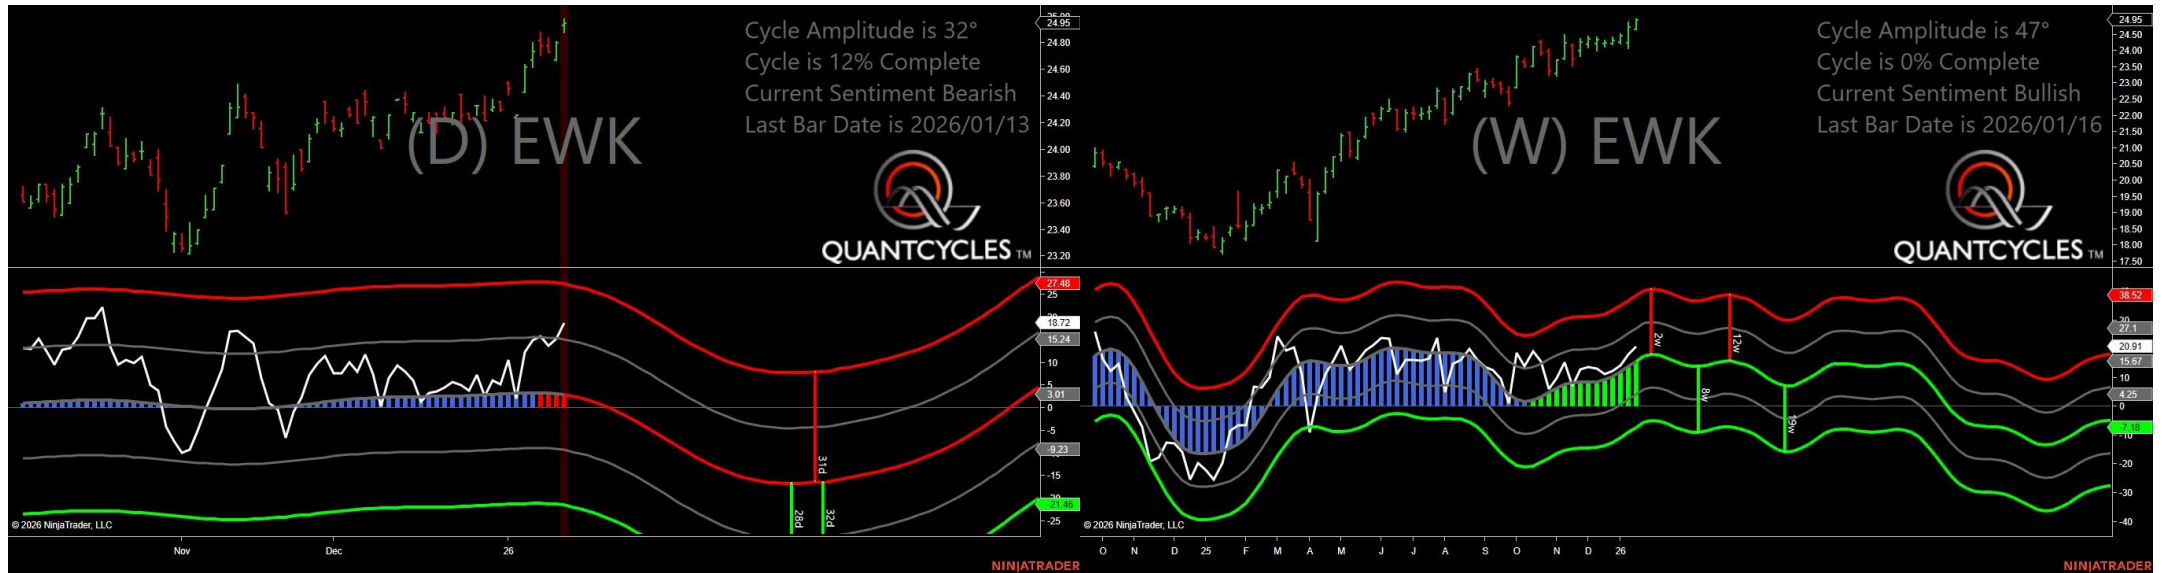 Cycle Amplitude is 32°
Cycle is 12% Complete
Current Sentiment Bearish
Last Bar Date is 2026/01/13
(D) EWK
QUANTCYCLES TM
24.95
24.80
24.60
24.40
24.20
24.00
23.80
23.60
23.40
23.20
27.48
25
18.72
15.24
10
5
3.01
0
-5
-9.23
-15
-21.46
-25
31d
28d
32d
© 2026 NinjaTrader, LLC
Nov
Dec
26
NINJATRADER
Cycle Amplitude is 47°
Cycle is 0% Complete
Current Sentiment Bullish
Last Bar Date is 2026/01/16
(W) EWK
QUANTCYCLES TM
24.95
24.50
24.00
23.50
23.00
22.50
22.00
21.50
21.00
20.50
20.00
19.50
19.00
18.50
18.00
17.50
38.52
30
27.1
20.91
15.67
10
4.25
0
-7.18
-10
-20
-30
-40
2w
12w
8w
19w
© 2026 NinjaTrader, LLC
O N D 25 F M A M J J A S O N D 26
NINJATRADER